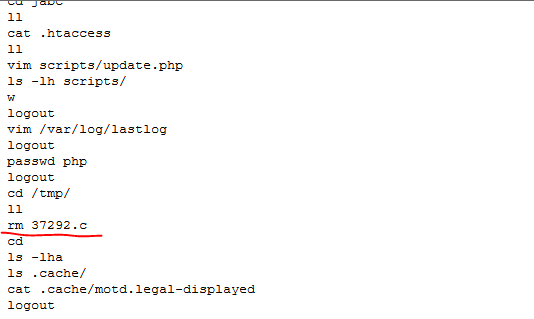 cd jabc
ll
cat .htaccess
ll
vim scripts/update.php
ls -lh scripts/
w
logout
vim /var/log/lastlog
logout
passwd php
logout
cd /tmp/
ll
rm 37292.c
cd
ls -lha
ls .cache/
cat .cache/motd.legal-displayed
logout